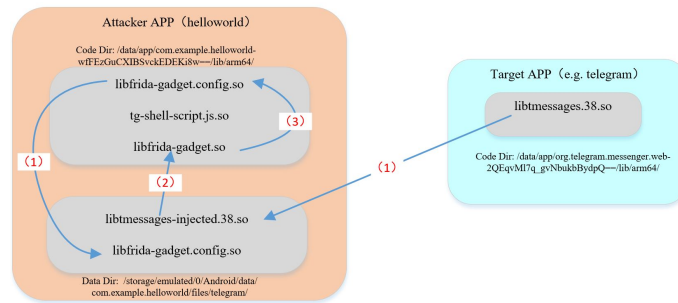 Attacker APP（helloworld）
Code Dir: /data/app/com.example.helloworld-
wfFEzGuCXIBSvckEDEKi8w==/lib/arm64/
libfrida-gadget.config.so
tg-shell-script.js.so
(3)
libfrida-gadget.so
(1)
(2)
libtmessages-injected.38.so
libfrida-gadget.config.so
Data Dir: /storage/emulated/0/Android/data/
com.example.helloworld/files/telegram/
(1)
Target APP (e.g. telegram)
libtmessages.38.so
Code Dir: /data/app/org.telegram.messenger.web-
2QEqvMI7q_gvNbukbBydpQ==/lib/arm64/